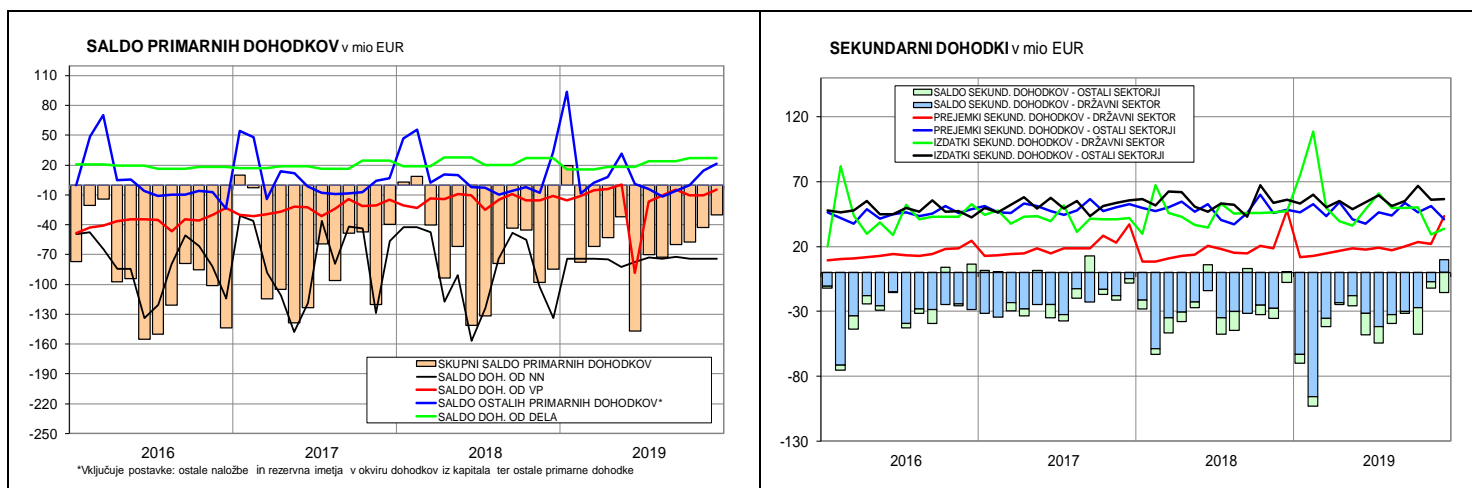 SALDO PRIMARNIH DOHODKOV v mio EUR
110
80
50
20
-10
-40
-70
-100
-130
-160
-190
-220
-250
SKUPNI SALDO PRIMARNIH DOHODKOV
SALDO DOH. OD NN
SALDO DOH. OD VP
SALDO OSTALIH PRIMARNIH DOHODKOV*
SALDO DOH. OD DELA
2016 2017 2018 2019
*Vključuje postavke: ostale naložbe in rezervna imetja v okviru dohodkov iz kapitala ter ostale primarne dohodke
SEKUNDARNI DOHODKI v mio EUR
120
70
20
-30
-80
-130
SALDO SEKUND. DOHODKOV - OSTALI SEKTORJI
SALDO SEKUND. DOHODKOV - DRŽAVNI SEKTOR
PREJEMKI SEKUND. DOHODKOV - DRŽAVNI SEKTOR
PREJEMKI SEKUND. DOHODKOV - OSTALI SEKTORJI
IZDATKI SEKUND. DOHODKOV - DRŽAVNI SEKTOR
IZDATKI SEKUND. DOHODKOV - OSTALI SEKTORJI
2016 2017 2018 2019